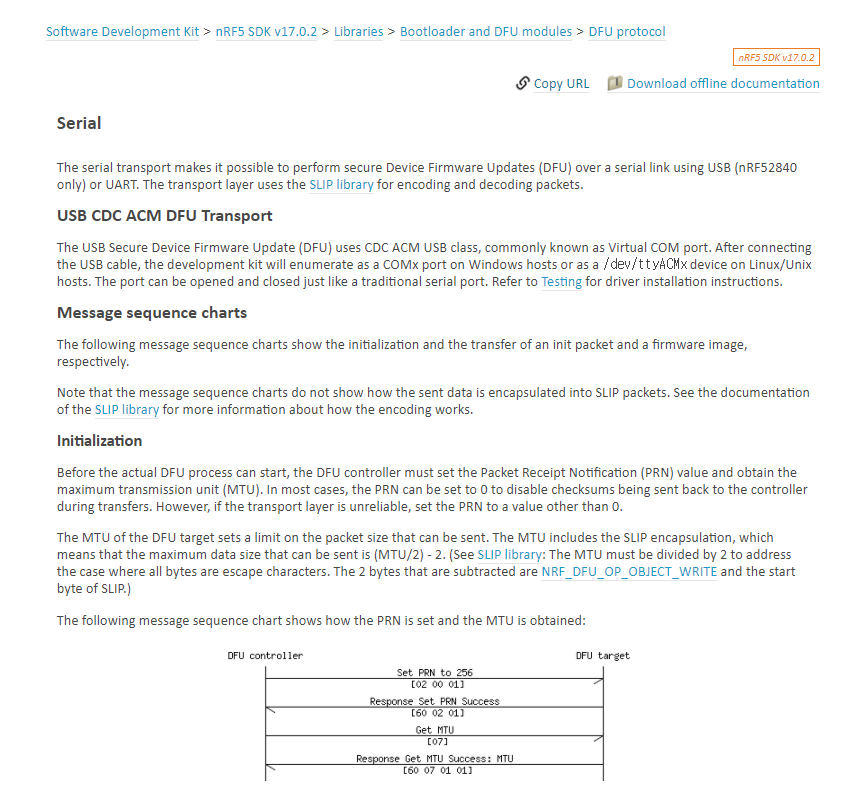 Software Development Kit > nRF5 SDK v17.0.2 > Libraries > Bootloader and DFU modules > DFU protocol
nRF5 SDK v17.0.2
Copy URL Download offline documentation
Serial
The serial transport makes it possible to perform secure Device Firmware Updates (DFU) over a serial link using USB (nRF52840
only) or UART. The transport layer uses the SLIP library for encoding and decoding packets.
USB CDC ACM DFU Transport
The USB Secure Device Firmware Update (DFU) uses CDC ACM USB class, commonly known as Virtual COM port. After connecting
the USB cable, the development kit will enumerate as a COMx port on Windows hosts or as a /dev/ttyACMx device on Linux/Unix
hosts. The port can be opened and closed just like a traditional serial port. Refer to Testing for driver installation instructions.
Message sequence charts
The following message sequence charts show the initialization and the transfer of an init packet and a firmware image,
respectively.
Note that the message sequence charts do not show how the sent data is encapsulated into SLIP packets. See the documentation
of the SLIP library for more information about how the encoding works.
Initialization
Before the actual DFU process can start, the DFU controller must set the Packet Receipt Notification (PRN) value and obtain the
maximum transmission unit (MTU). In most cases, the PRN can be set to 0 to disable checksums being sent back to the controller
during transfers. However, if the transport layer is unreliable, set the PRN to a value other than 0.
The MTU of the DFU target sets a limit on the packet size that can be sent. The MTU includes the SLIP encapsulation, which
means that the maximum data size that can be sent is (MTU/2) - 2. (See SLIP library: The MTU must be divided by 2 to address
the case where all bytes are escape characters. The 2 bytes that are subtracted are NRF_DFU_OP_OBJECT_WRITE and the start
byte of SLIP.)
The following message sequence chart shows how the PRN is set and the MTU is obtained:
DFU controller DFU target
Set PRN to 256
[02 00 01]
Response Set PRN Success
[60 02 01]
Get MTU
[07]
Response Get MTU Success: MTU
[60 07 01 01]